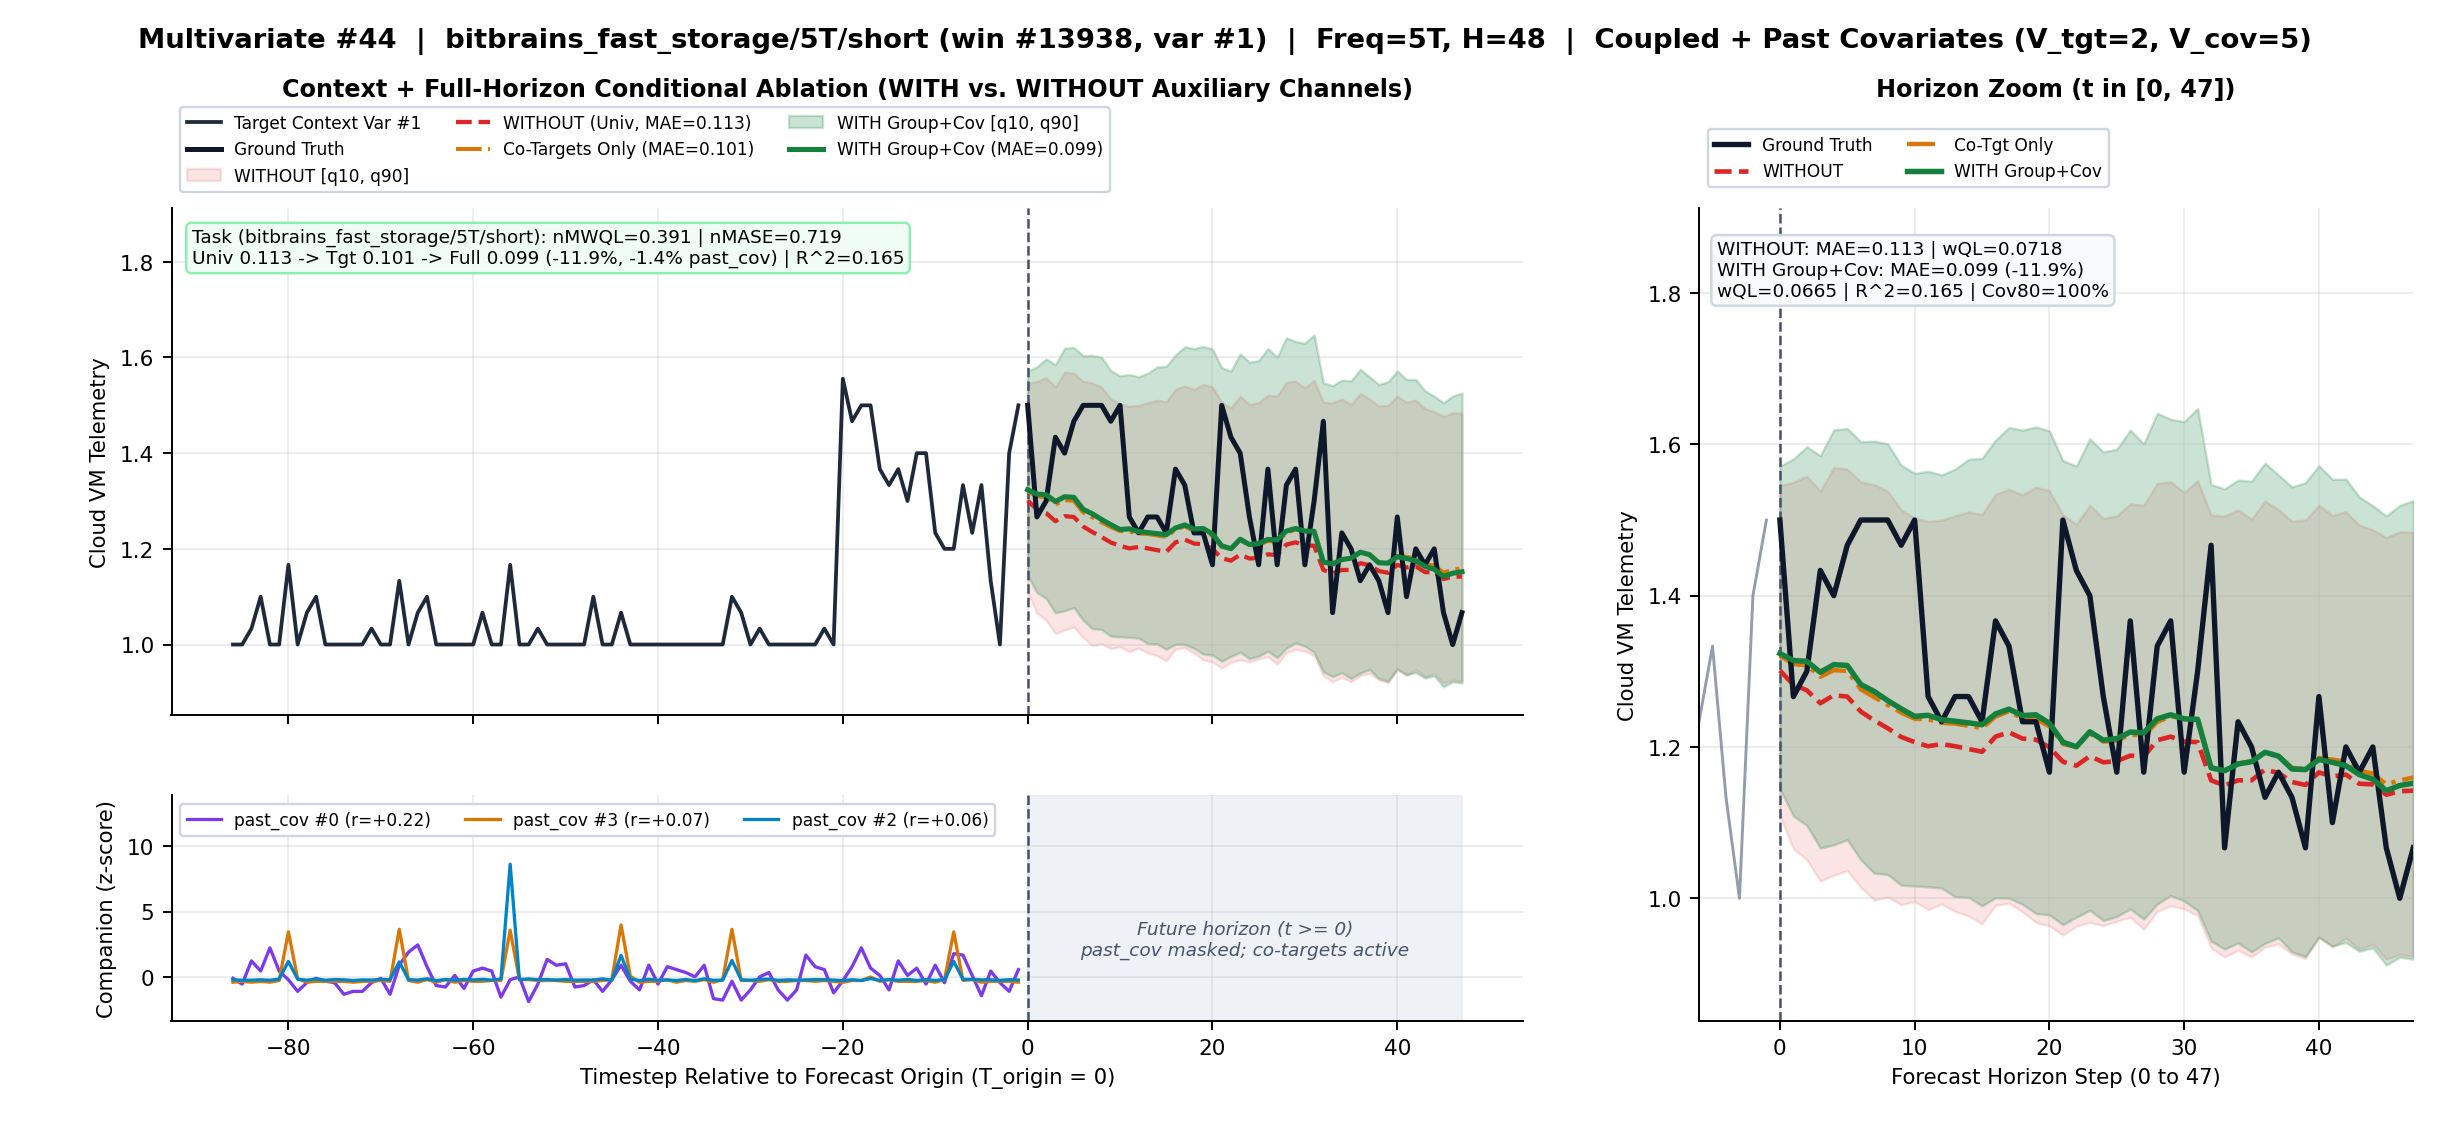 Multivariate #44 | bitbrains_fast_storage/5T/short (win #13938, var #1) | Freq=5T, H=48 | Coupled + Past Covariates (V_tgt=2, V_cov=5)
Context + Full-Horizon Conditional Ablation (WITH vs. WITHOUT Auxiliary Channels)
Target Context Var #1
Ground Truth
WITHOUT [q10, q90]
WITHOUT (Univ, MAE=0.113)
Co-Targets Only (MAE=0.101)
WITH Group+Cov [q10, q90]
WITH Group+Cov (MAE=0.099)
Task (bitbrains_fast_storage/5T/short): nMWQL=0.391 | nMASE=0.719
Univ 0.113 -> Tgt 0.101 -> Full 0.099 (-11.9%, -1.4% past_cov) | R^2=0.165
Cloud VM Telemetry
1.8
1.6
1.4
1.2
1.0
past_cov #0 (r=+0.22)
past_cov #3 (r=+0.07)
past_cov #2 (r=+0.06)
Companion (z-score)
10
5
0
Future horizon (t >= 0)
past_cov masked; co-targets active
−80
−60
−40
−20
0
20
40
Timestep Relative to Forecast Origin (T_origin = 0)
Horizon Zoom (t in [0, 47])
Ground Truth
WITHOUT
Co-Tgt Only
WITH Group+Cov
WITHOUT: MAE=0.113 | wQL=0.0718
WITH Group+Cov: MAE=0.099 (-11.9%)
wQL=0.0665 | R^2=0.165 | Cov80=100%
Cloud VM Telemetry
1.8
1.6
1.4
1.2
1.0
0
10
20
30
40
Forecast Horizon Step (0 to 47)